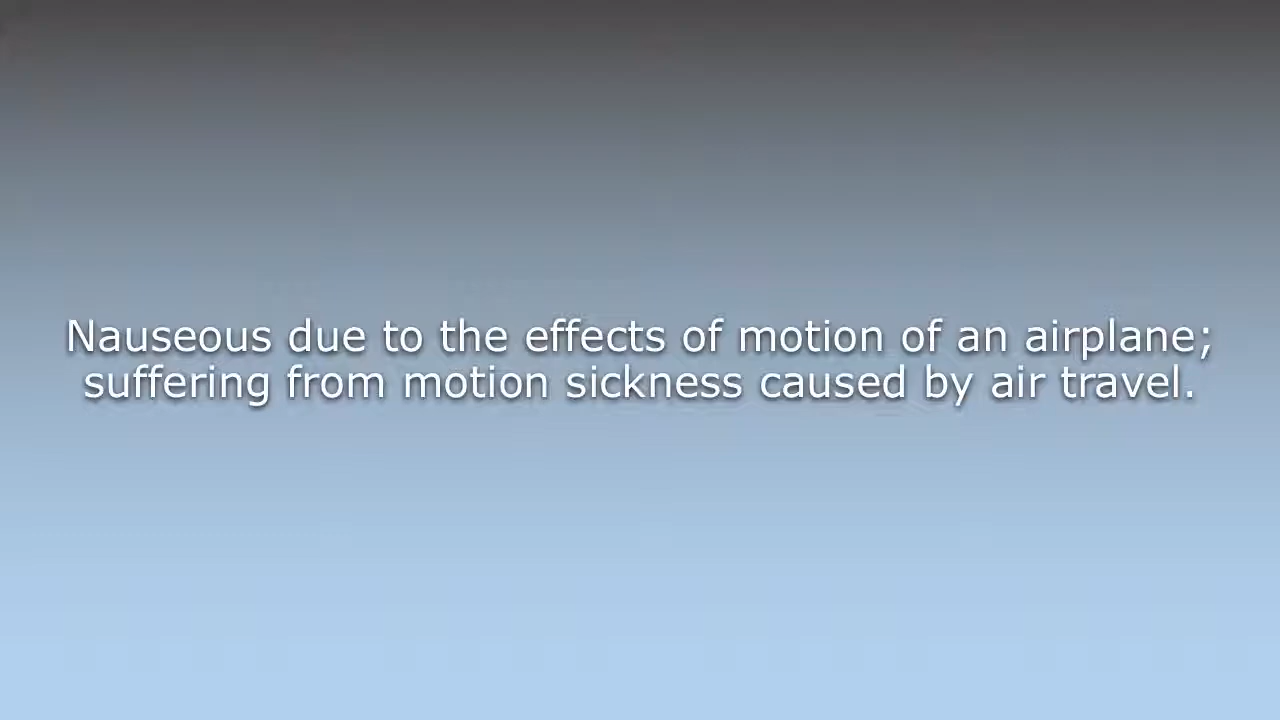 Nauseous due to the effects of motion of an airplane;
suffering from motion sickness caused by air travel.